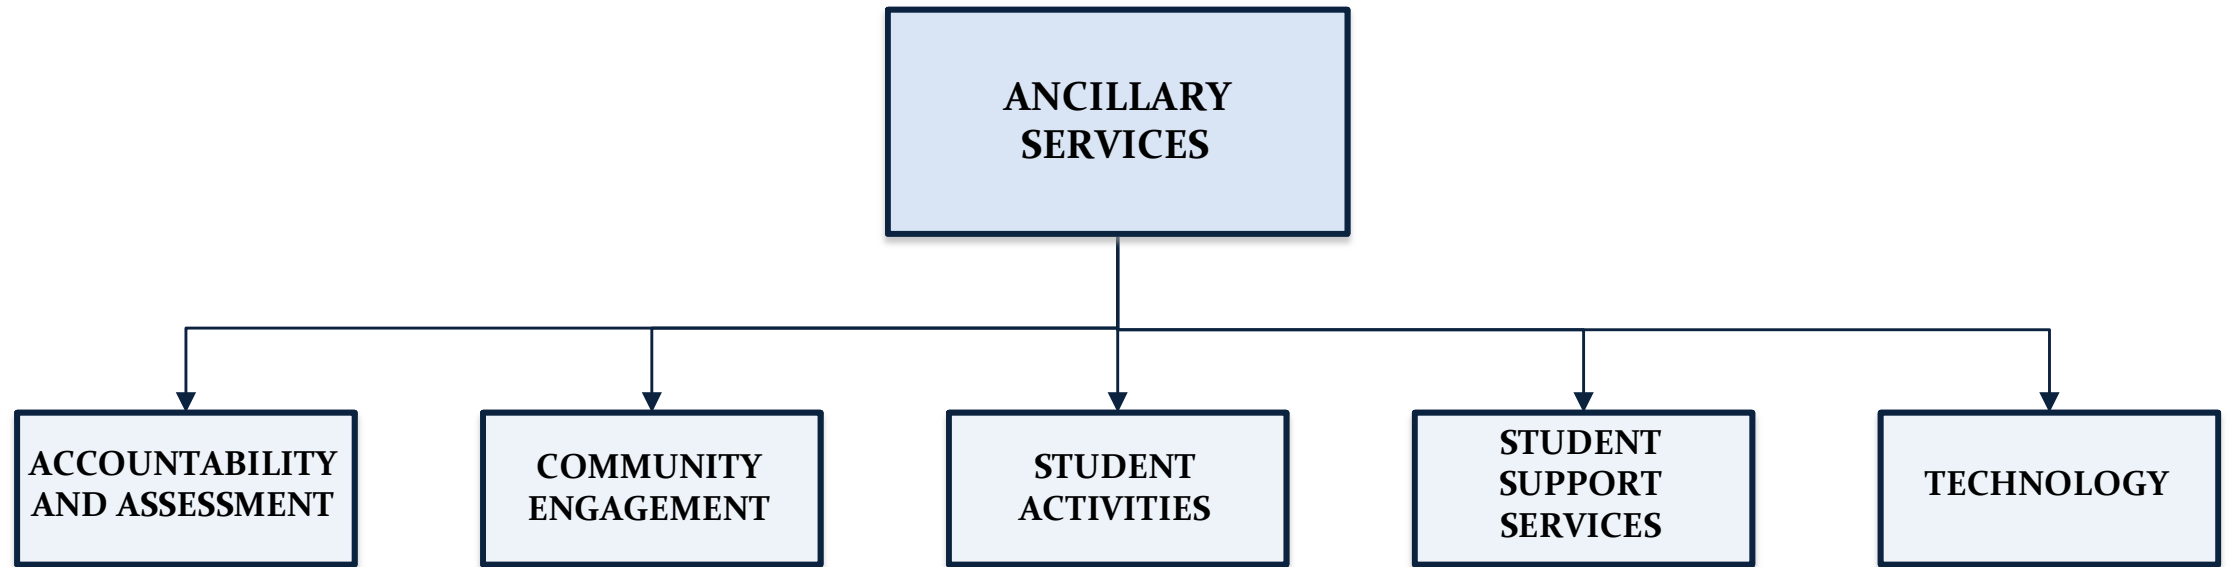 ANCILLARY
SERVICES
ACCOUNTABILITY
AND ASSESSMENT
COMMUNITY
ENGAGEMENT
STUDENT
ACTIVITIES
STUDENT
SUPPORT
SERVICES
TECHNOLOGY